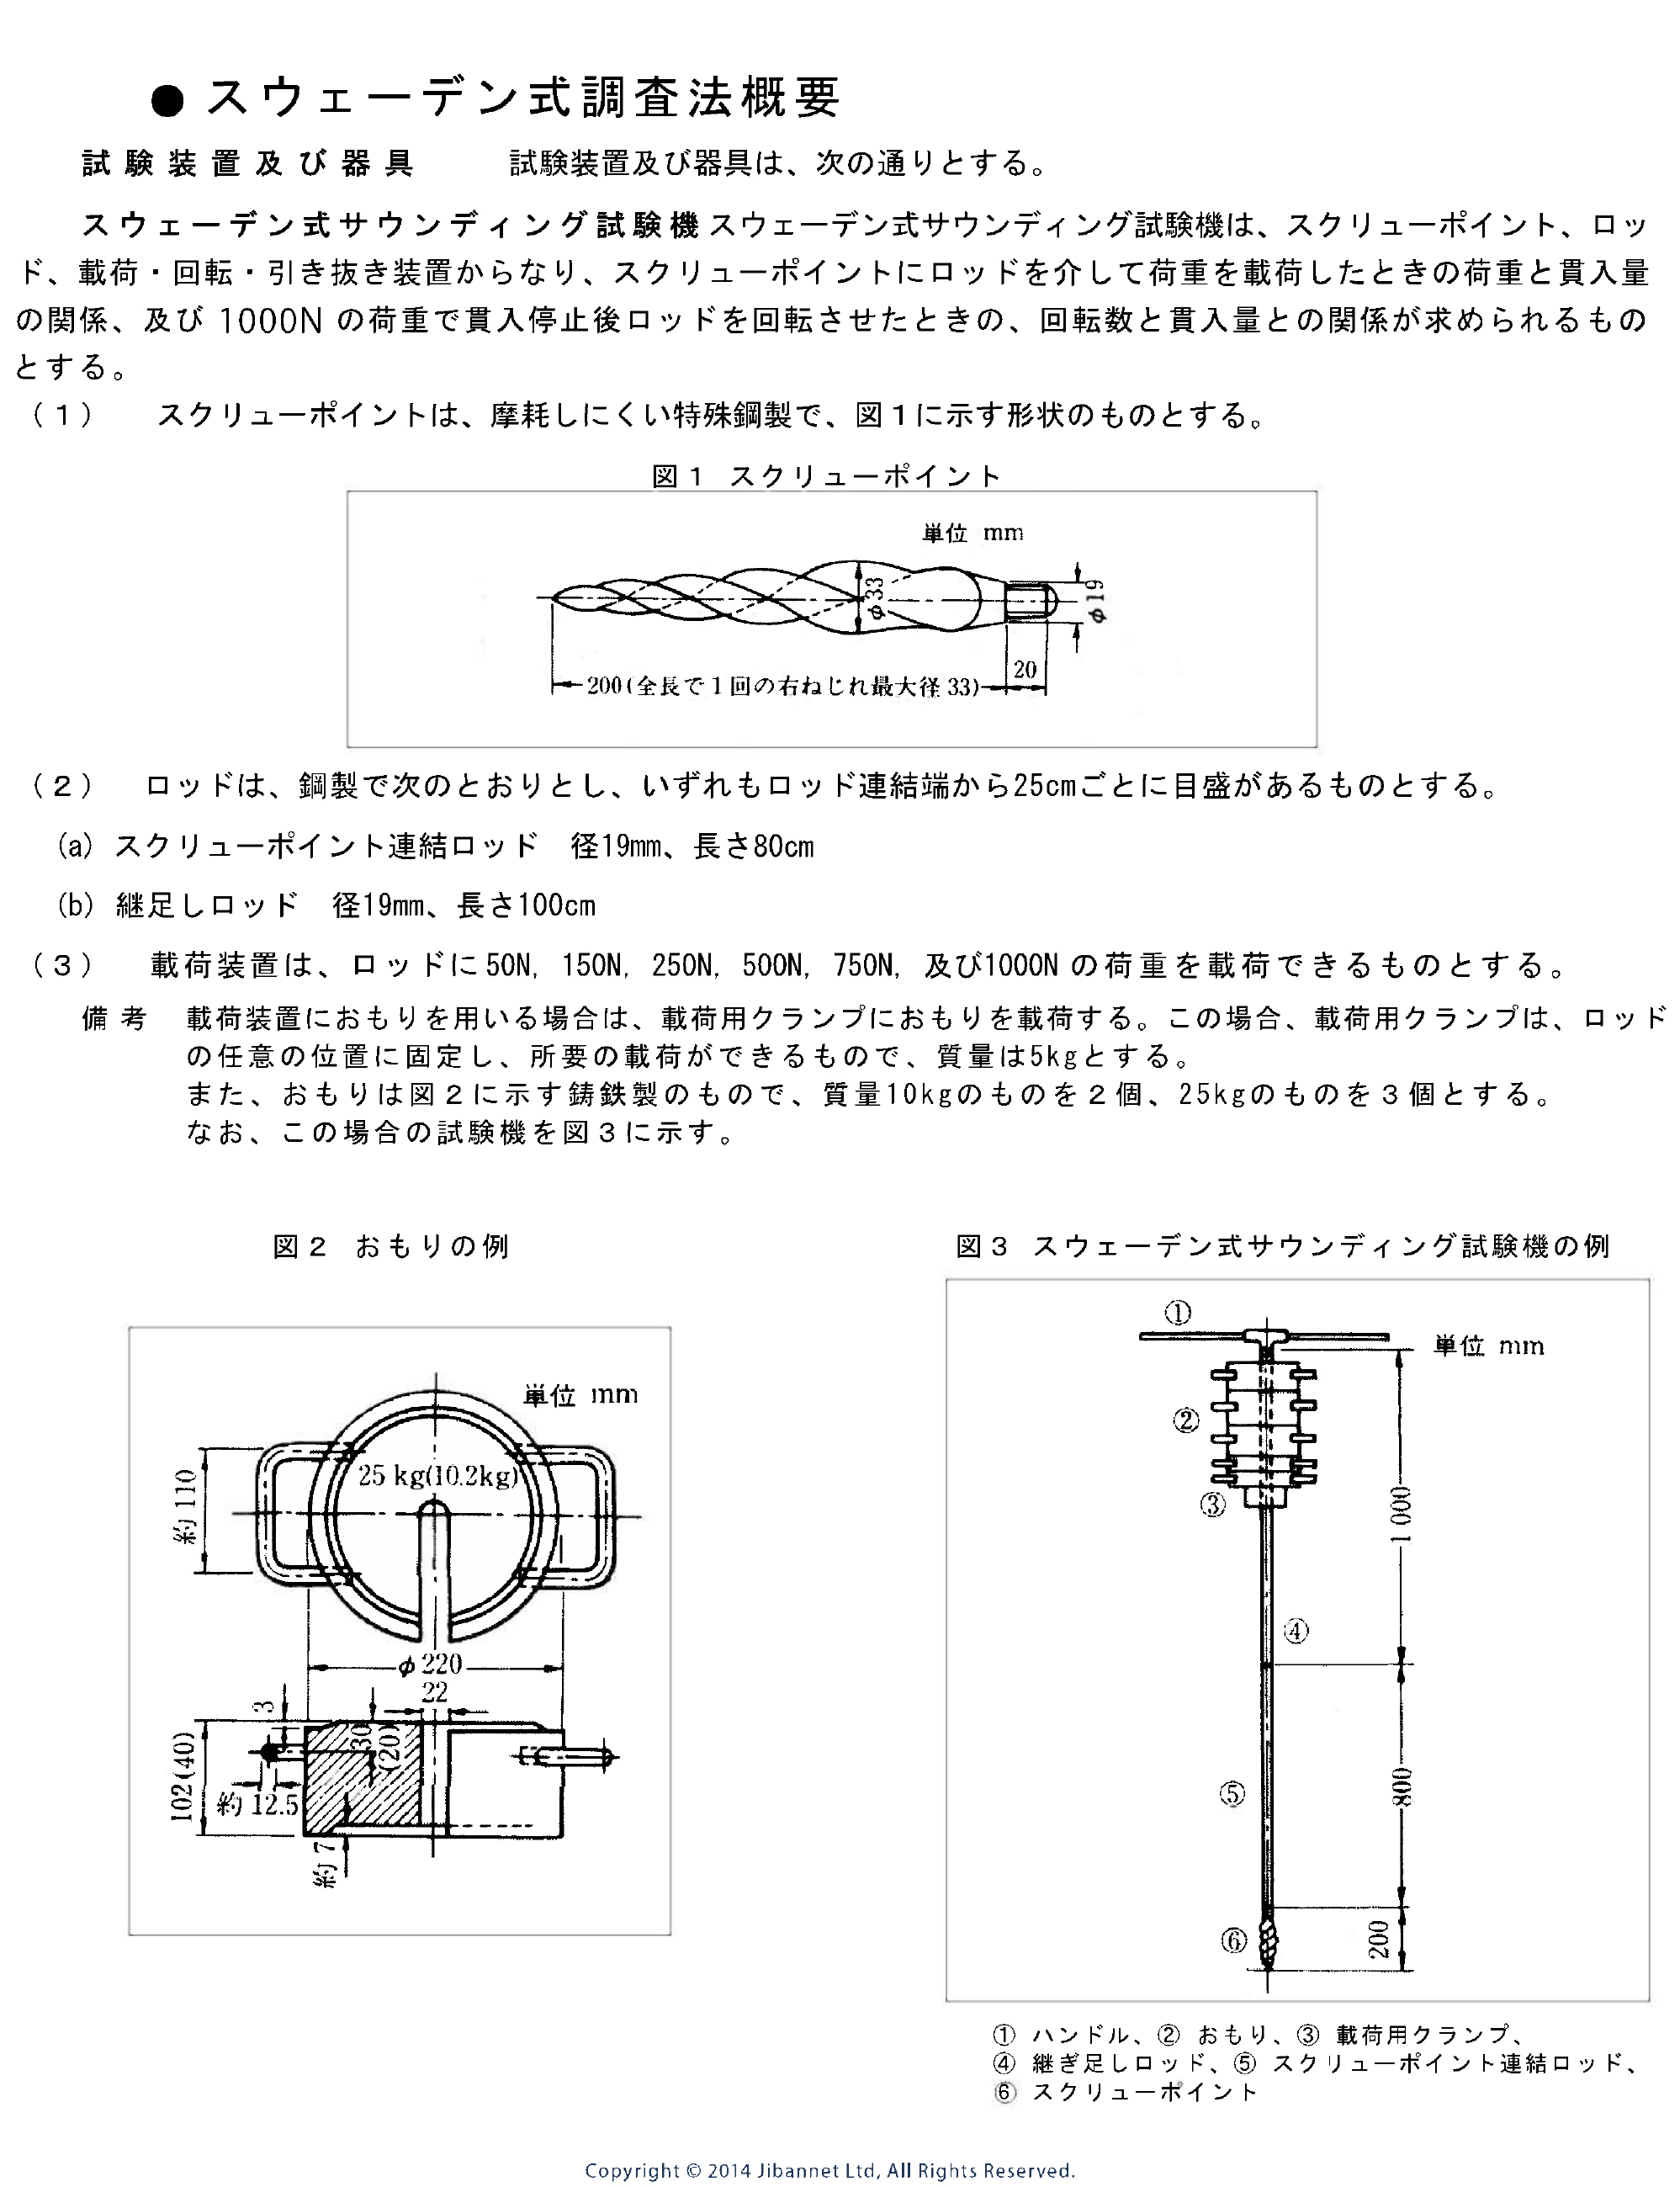 ● スウェーデン式調査法概要
試験装置及び器具　試験装置及び器具は、次の通りとする。
スウェーデン式サウンディング試験機 スウェーデン式サウンディング試験機は、スクリューポイント、ロッ
ド、載荷・回転・引き抜き装置からなり、スクリューポイントにロッドを介して荷重を載荷したときの荷重と貫入量
の関係、及び 1000N の荷重で貫入停止後ロッドを回転させたときの、回転数と貫入量との関係が求められるもの
とする。
（１）　スクリューポイントは、摩耗しにくい特殊鋼製で、図１に示す形状のものとする。
図１ スクリューポイント
単位 mm
φ33
φ19
20
200(全長で1回の右ねじれ最大径 33)
（２）　ロッドは、鋼製で次のとおりとし、いずれもロッド連結端から25cmごとに目盛があるものとする。
(a) スクリューポイント連結ロッド　径19mm、長さ80cm
(b) 継足しロッド　径19mm、長さ100cm
（３）　載荷装置は、ロッドに 50N, 150N, 250N, 500N, 750N, 及び1000N の荷重を載荷できるものとする。
備考　載荷装置におもりを用いる場合は、載荷用クランプにおもりを載荷する。この場合、載荷用クランプは、ロッド
の任意の位置に固定し、所要の載荷ができるもので、質量は5kgとする。
また、おもりは図２に示す鋳鉄製のもので、質量10kgのものを２個、25kgのものを３個とする。
なお、この場合の試験機を図３に示す。
図２ おもりの例
単位 mm
25 kg(10.2kg)
約110
φ220
22
3
30
(20)
102(40)
約 12.5
約 7
図３ スウェーデン式サウンディング試験機の例
①
単位 mm
②
③
1000
④
⑤
800
⑥
200
① ハンドル、② おもり、③ 載荷用クランプ、
④ 継ぎ足しロッド、⑤ スクリューポイント連結ロッド、
⑥ スクリューポイント
Copyright © 2014 Jibannet Ltd, All Rights Reserved.